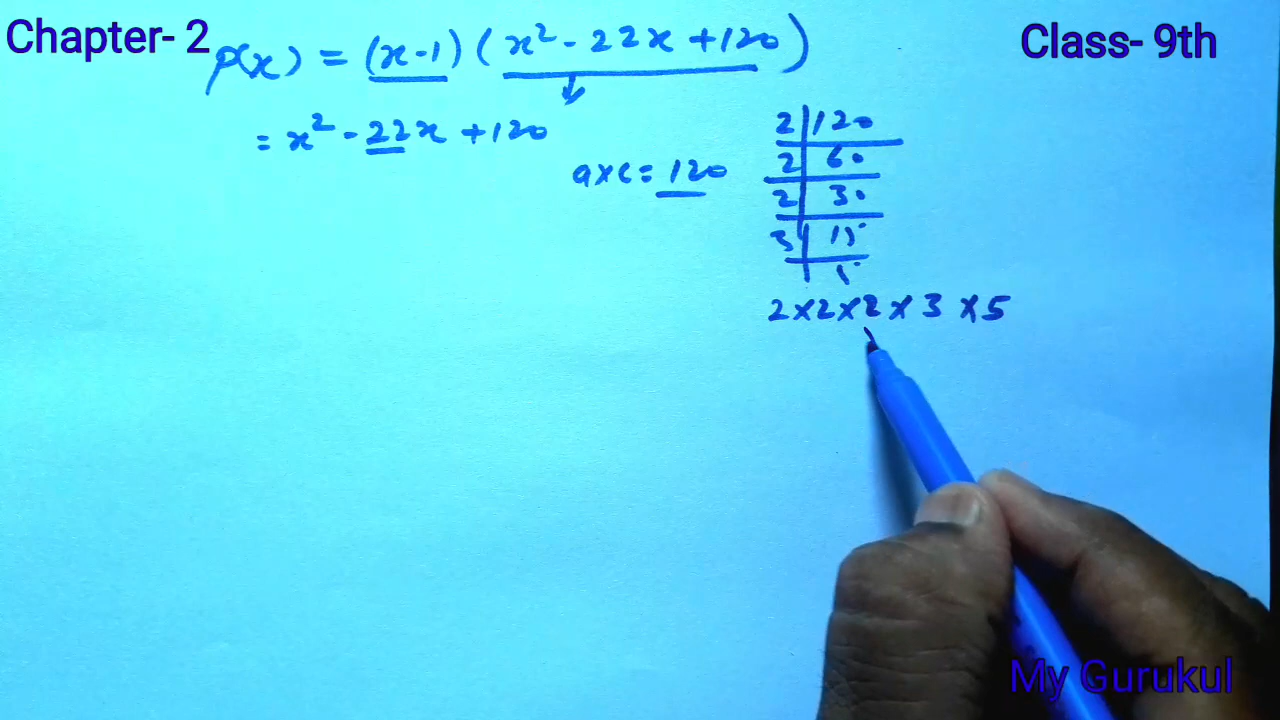 Chapter- 2
Class- 9th
p(x) = (x-1) (x² - 22x + 120)
= x² - 22x + 120
a×c = 120
2 | 120
2 | 60
2 | 30
3 | 15
5
2×2×2×3×5
My Gurukul